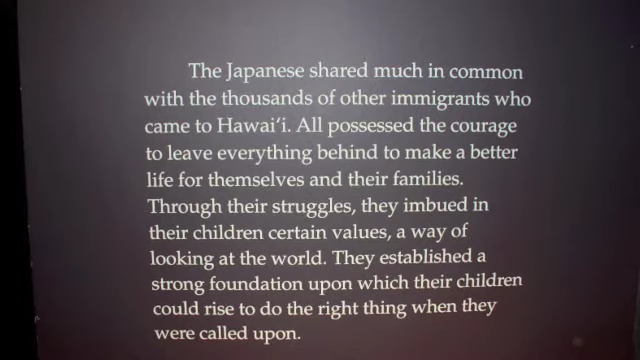 The Japanese shared much in common
with the thousands of other immigrants who
came to Hawai‘i. All possessed the courage
to leave everything behind to make a better
life for themselves and their families.
Through their struggles, they imbued in
their children certain values, a way of
looking at the world. They established a
strong foundation upon which their children
could rise to do the right thing when they
were called upon.